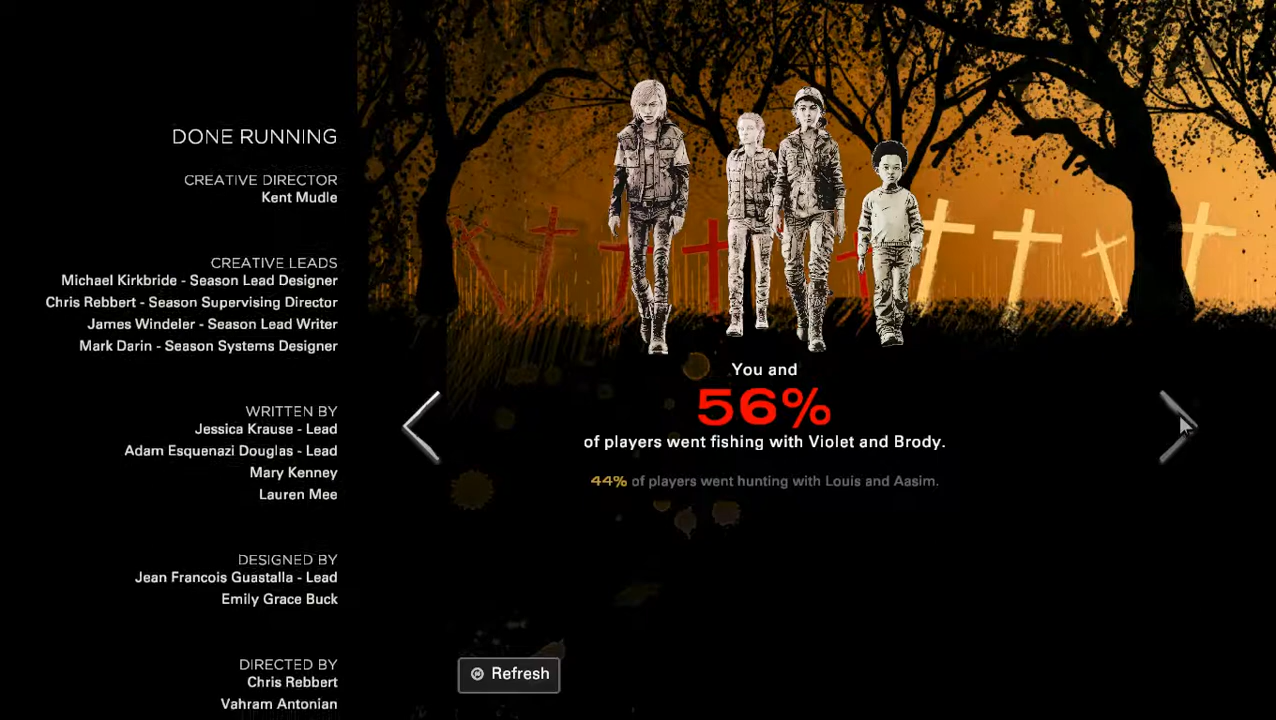 DONE RUNNING
CREATIVE DIRECTOR
Kent Mudle
CREATIVE LEADS
Michael Kirkbride - Season Lead Designer
Chris Rebbert - Season Supervising Director
James Windeler - Season Lead Writer
Mark Darin - Season Systems Designer
WRITTEN BY
Jessica Krause - Lead
Adam Esquenazi Douglas - Lead
Mary Kenney
Lauren Mee
DESIGNED BY
Jean Francois Guastalla - Lead
Emily Grace Buck
DIRECTED BY
Chris Rebbert
Vahram Antonian
You and
56%
of players went fishing with Violet and Brody.
44% of players went hunting with Louis and Aasim.
Refresh